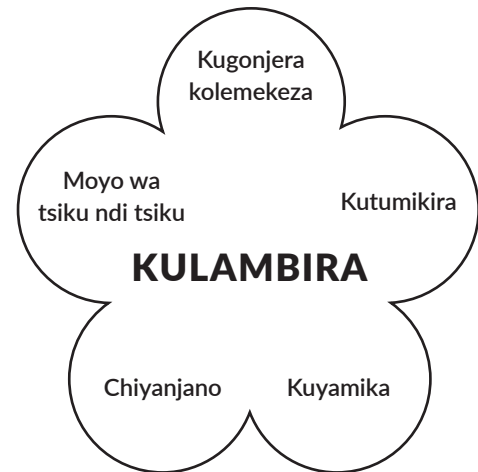 Kugonjera
kolemekeza
Moyo wa
tsiku ndi tsiku
Kutumikira
KULAMBIRA
Chiyanjano
Kuyamika